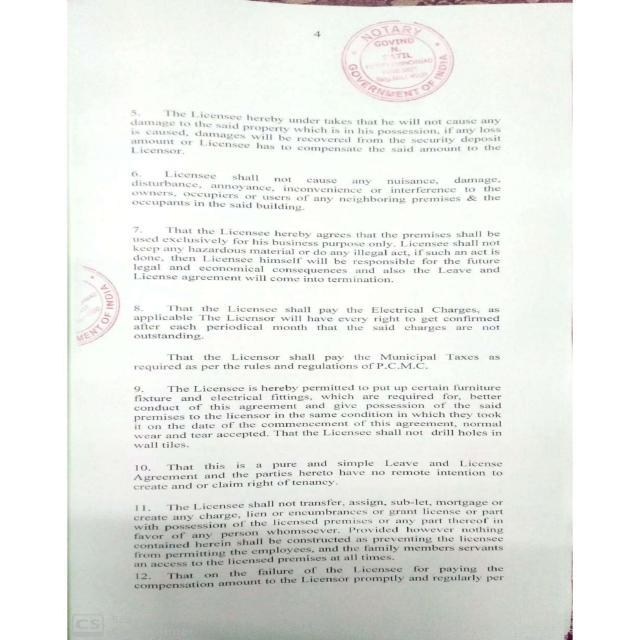 4
NOTARY
GOVIND
N.
PATIL
GOVERNMENT OF INDIA
5. The Licensee hereby under takes that he will not cause any
damage to the said property which is in his possession, if any loss
is caused, damages will be recovered from the security deposit
amount or Licensee has to compensate the said amount to the
Licensor.
6. Licensee shall not cause any nuisance, damage,
disturbance, annoyance, inconvenience or interference to the
owners, occupiers or users of any neighboring premises & the
occupants in the said building.
7. That the Licensee hereby agrees that the premises shall be
used exclusively for his business purpose only. Licensee shall not
keep any hazardous material or do any illegal act, if such an act is
done, then Licensee himself will be responsible for the future
legal and economical consequences and also the Leave and
License agreement will come into termination.
MENT OF INDIA
8. That the Licensee shall pay the Electrical Charges, as
applicable The Licensor will have every right to get confirmed
after each periodical month that the said charges are not
outstanding.
That the Licensor shall pay the Municipal Taxes as
required as per the rules and regulations of P.C.M.C.
9. The Licensee is hereby permitted to put up certain furniture
fixture and electrical fittings, which are required for, better
conduct of this agreement and give possession of the said
premises to the licensor in the same condition in which they took
it on the date of the commencement of this agreement, normal
wear and tear accepted. That the Licensee shall not drill holes in
wall tiles.
10. That this is a pure and simple Leave and License
Agreement and the parties hereto have no remote intention to
create and or claim right of tenancy.
11. The Licensee shall not transfer, assign, sub-let, mortgage or
create any charge, lien or encumbrances or grant license or part
with possession of the licensed premises or any part thereof in
favor of any person whomsoever. Provided however nothing
contained herein shall be constructed as preventing the licensee
from permitting the employees, and the family members servants
an access to the licensed premises at all times.
12. That on the failure of the Licensee for paying the
compensation amount to the Licensor promptly and regularly per
CS